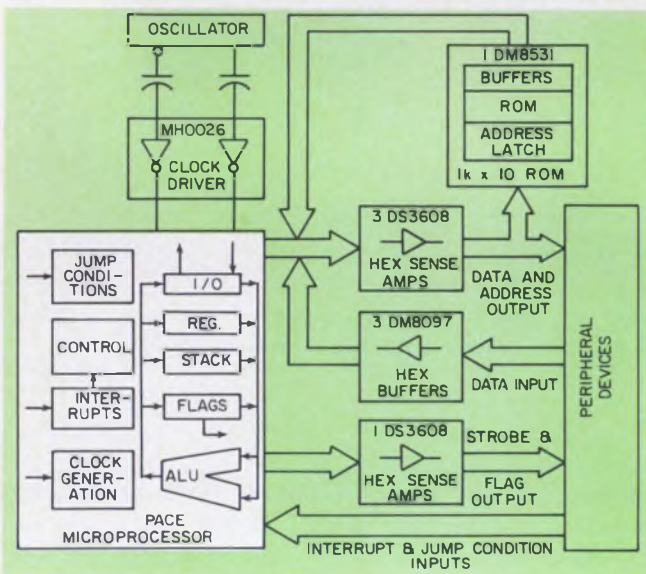 OSCILLATOR
MH0026
CLOCK
DRIVER
1 DM8531
BUFFERS
ROM
ADDRESS
LATCH
1k x 10 ROM
JUMP
CONDI-
TIONS
CONTROL
INTER-
RUPTS
CLOCK
GENER-
ATION
I/O
REG.
STACK
FLAGS
ALU
PACE
MICROPROCESSOR
3 DS3608
HEX SENSE
AMPS
DATA AND
ADDRESS
OUTPUT
3 DM8097
HEX
BUFFERS
DATA INPUT
1 DS3608
HEX SENSE
AMPS
STROBE &
FLAG
OUTPUT
INTERRUPT & JUMP CONDITION
INPUTS
PERIPHERAL
DEVICES